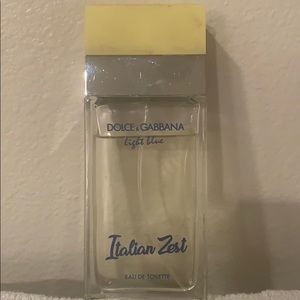 DOLCE & GABBANA
light blue
Italian Zest
EAU DE TOILETTE